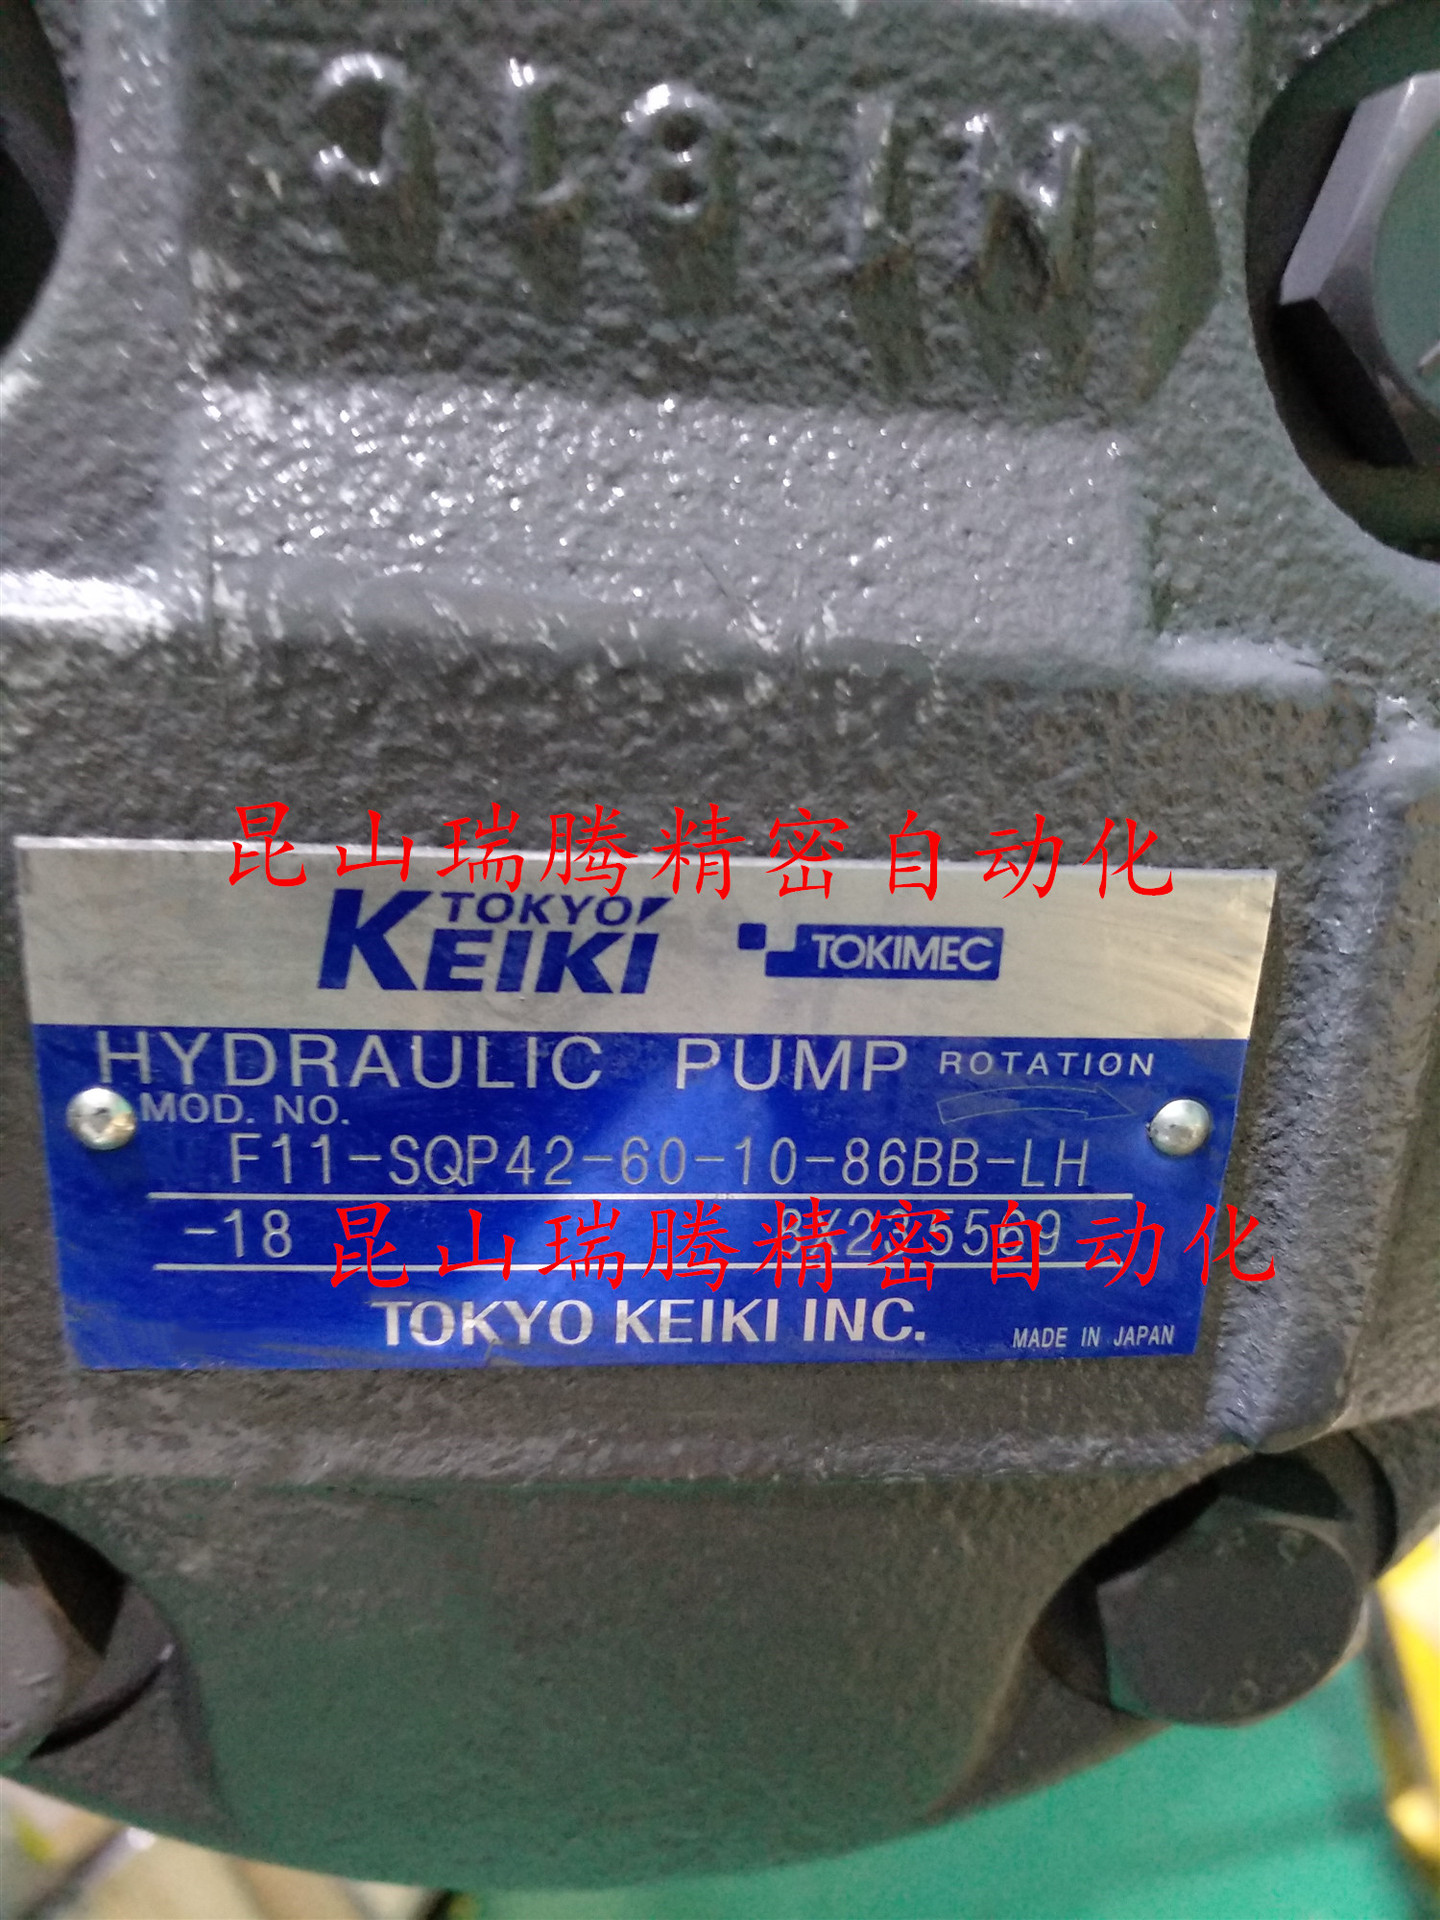 昆山瑞腾精密自动化
TOKYO
KEIKI
TOKIMEC
HYDRAULIC PUMP ROTATION
MOD. NO.
F11-SQP42-60-10-86BB-LH
-18
昆山瑞腾精密自动化
TOKYO KEIKI INC.
MADE IN JAPAN